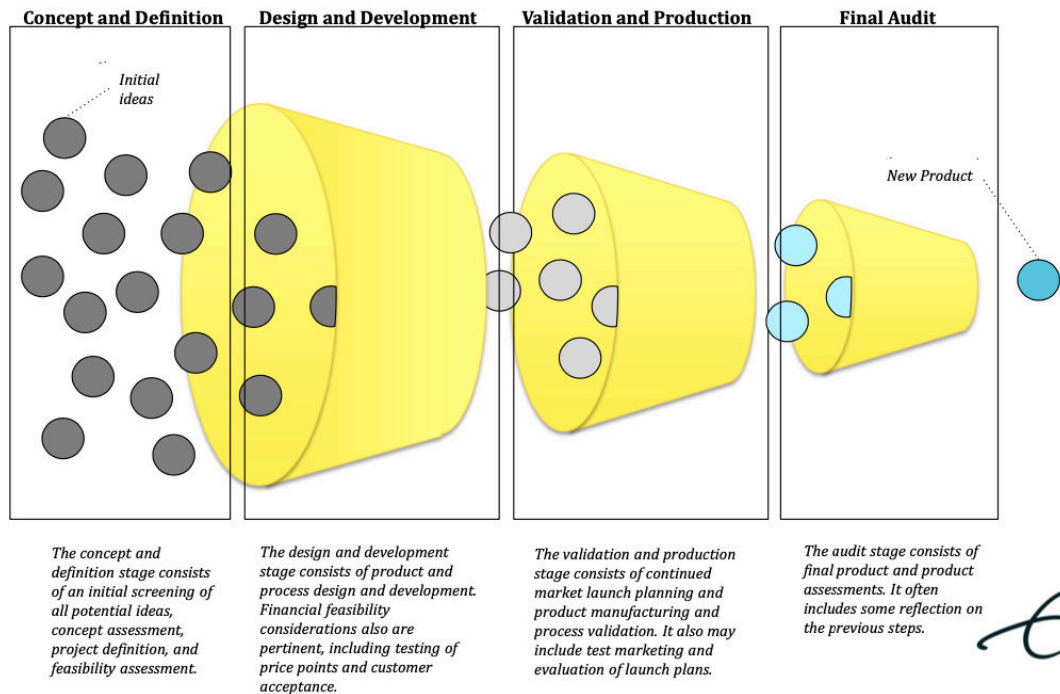 Concept and Definition
Design and Development
Validation and Production
Final Audit
Initial
ideas
New Product
The concept and
definition stage consists
of an initial screening of
all potential ideas,
concept assessment,
project definition, and
feasibility assessment.
The design and development
stage consists of product and
process design and development.
Financial feasibility
considerations also are
pertinent, including testing of
price points and customer
acceptance.
The validation and production
stage consists of continued
market launch planning and
product manufacturing and
process validation. It also may
include test marketing and
evaluation of launch plans.
The audit stage consists of
final product and product
assessments. It often
includes some reflection on
the previous steps.